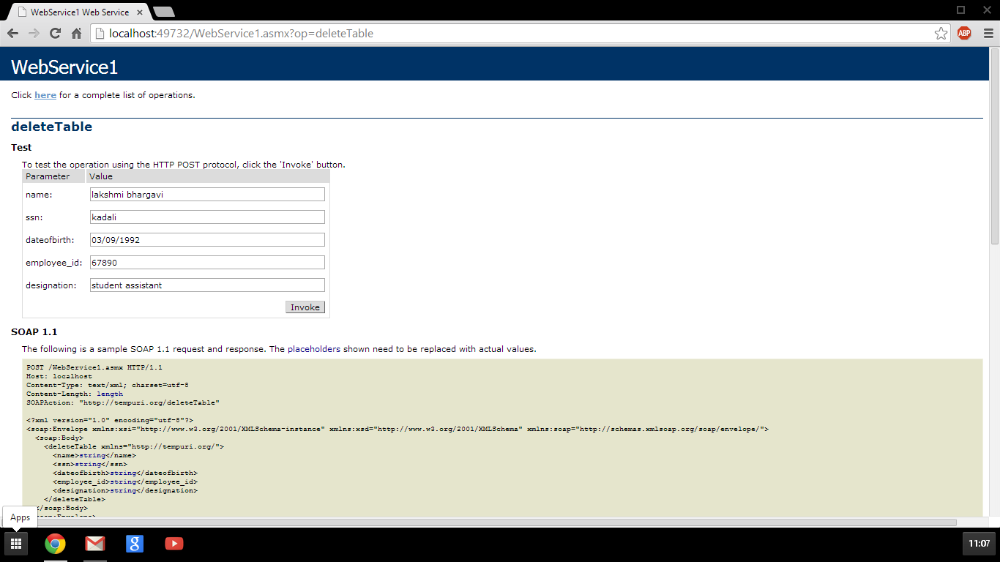 WebService1 Web Service
localhost:49732/WebService1.asmx?op=deleteTable
ABP
WebService1
Click here for a complete list of operations.
deleteTable
Test
To test the operation using the HTTP POST protocol, click the 'Invoke' button.
Parameter Value
name: lakshmi bhargavi
ssn: kadali
dateofbirth: 03/09/1992
employee_id: 67890
designation: student assistant
Invoke
SOAP 1.1
The following is a sample SOAP 1.1 request and response. The placeholders shown need to be replaced with actual values.
POST /WebService1.asmx HTTP/1.1
Host: localhost
Content-Type: text/xml; charset=utf-8
Content-Length: length
SOAPAction: "http://tempuri.org/deleteTable"
<?xml version="1.0" encoding="utf-8"?>
<soap:Envelope xmlns:xsi="http://www.w3.org/2001/XMLSchema-instance" xmlns:xsd="http://www.w3.org/2001/XMLSchema" xmlns:soap="http://schemas.xmlsoap.org/soap/envelope/">
<soap:Body>
<deleteTable xmlns="http://tempuri.org/">
<name>string</name>
<ssn>string</ssn>
<dateofbirth>string</dateofbirth>
<employee_id>string</employee_id>
<designation>string</designation>
</deleteTable>
</soap:Body>
Apps
8
11:07